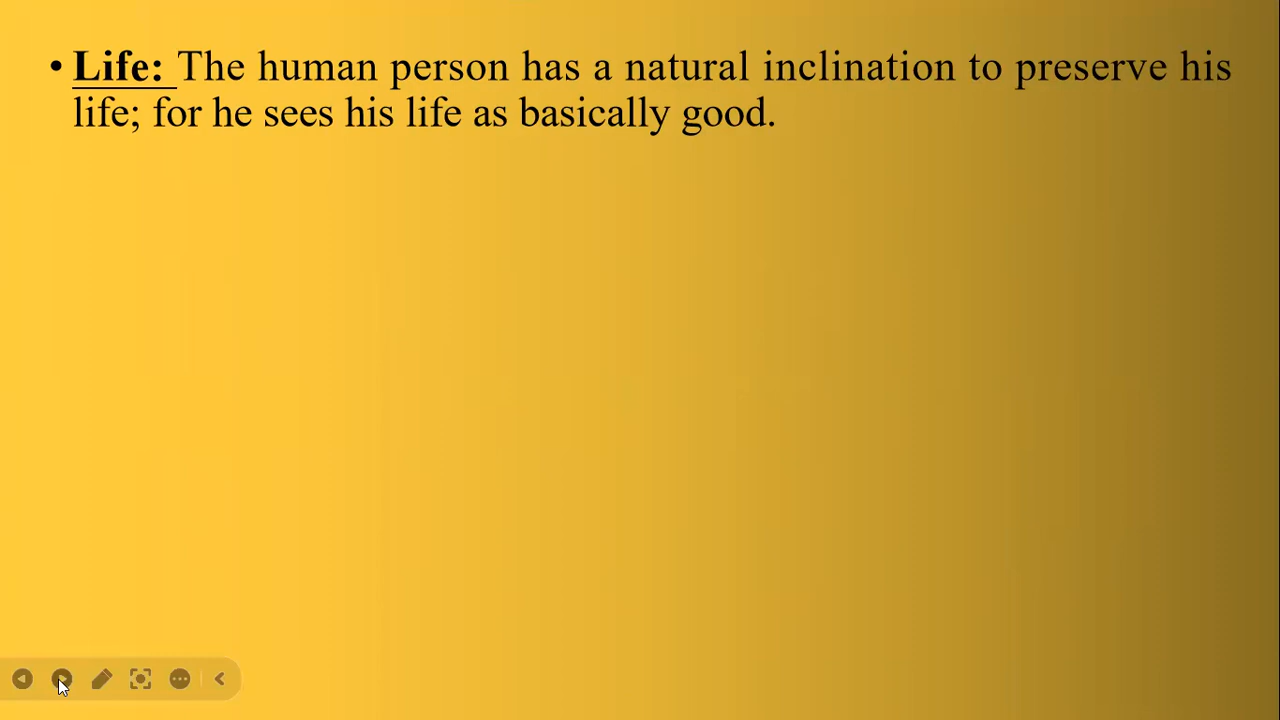 • Life: The human person has a natural inclination to preserve his
life; for he sees his life as basically good.